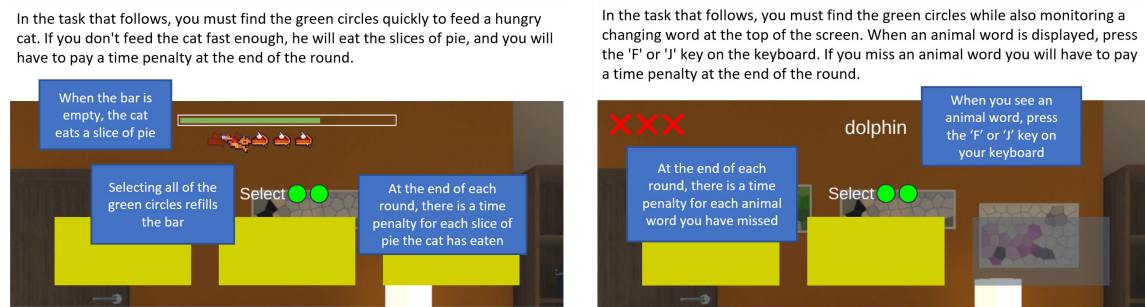 In the task that follows, you must find the green circles quickly to feed a hungry
cat. If you don't feed the cat fast enough, he will eat the slices of pie, and you will
have to pay a time penalty at the end of the round.
When the bar is
empty, the cat
eats a slice of pie
Selecting all of the
green circles refills
the bar
Select
At the end of each
round, there is a time
penalty for each slice of
pie the cat has eaten
In the task that follows, you must find the green circles while also monitoring a
changing word at the top of the screen. When an animal word is displayed, press
the 'F' or 'J' key on the keyboard. If you miss an animal word you will have to pay
a time penalty at the end of the round.
dolphin
When you see an
animal word, press
the ‘F’ or ‘J’ key on
your keyboard
At the end of each
round, there is a time
penalty for each animal
word you have missed
Select